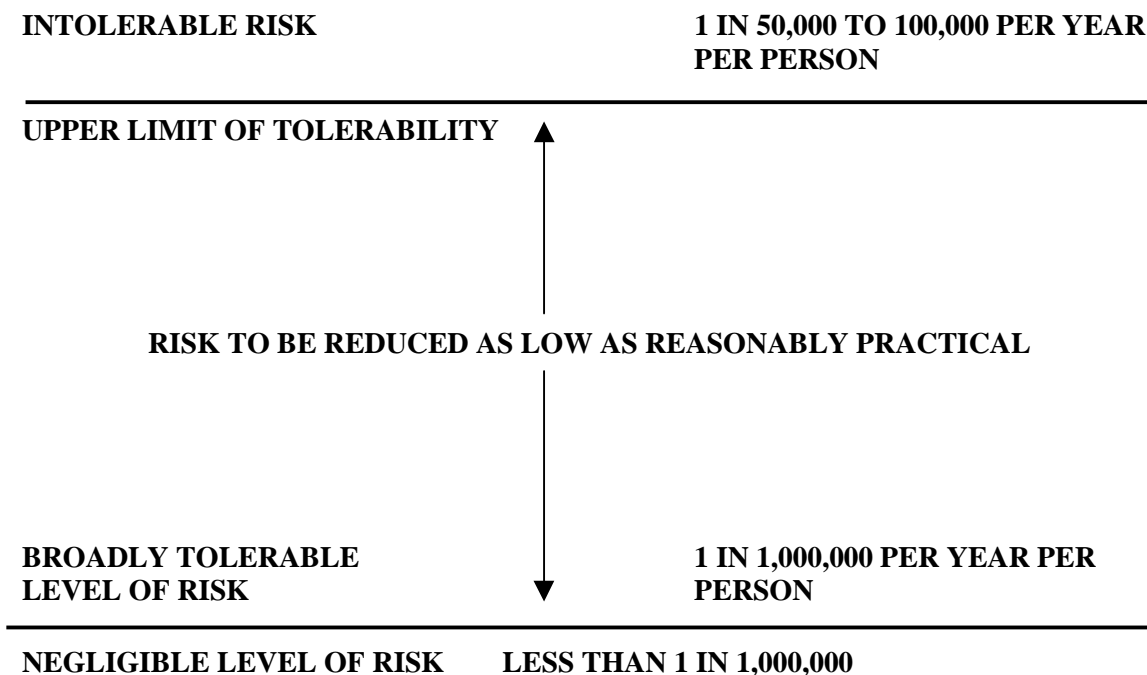 INTOLERABLE RISK
1 IN 50,000 TO 100,000 PER YEAR
PER PERSON
UPPER LIMIT OF TOLERABILITY
RISK TO BE REDUCED AS LOW AS REASONABLY PRACTICAL
BROADLY TOLERABLE
LEVEL OF RISK
1 IN 1,000,000 PER YEAR PER
PERSON
NEGLIGIBLE LEVEL OF RISK
LESS THAN 1 IN 1,000,000